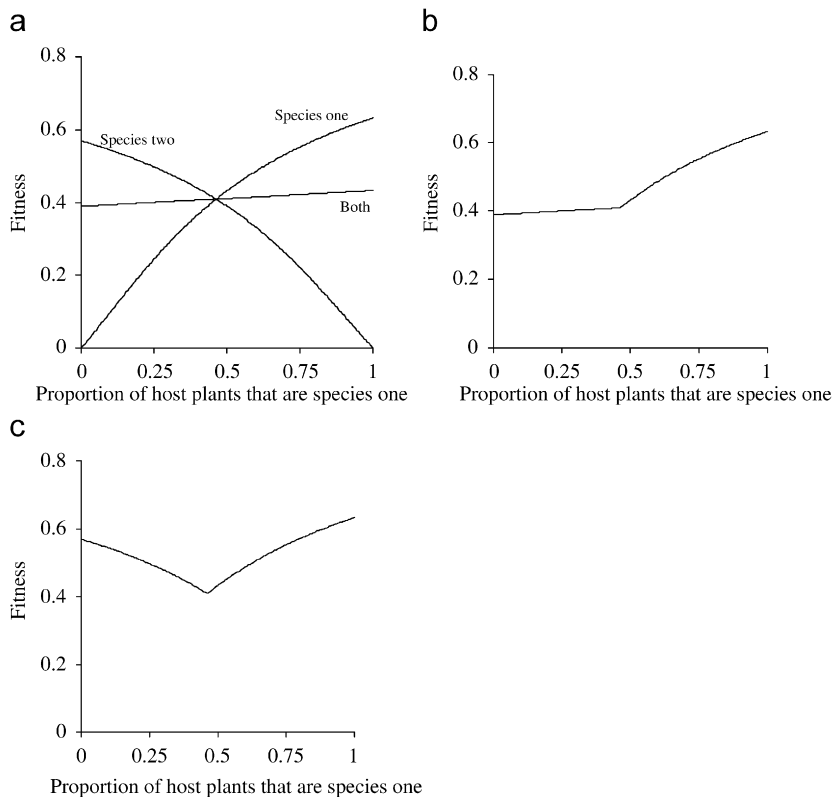 a
0.8
0.6
0.4
0.2
0
Fitness
Species two
Species one
Both
0 0.25 0.5 0.75 1
Proportion of host plants that are species one
b
0.8
0.6
0.4
0.2
0
Fitness
0 0.25 0.5 0.75 1
Proportion of host plants that are species one
c
0.8
0.6
0.4
0.2
0
Fitness
0 0.25 0.5 0.75 1
Proportion of host plants that are species one